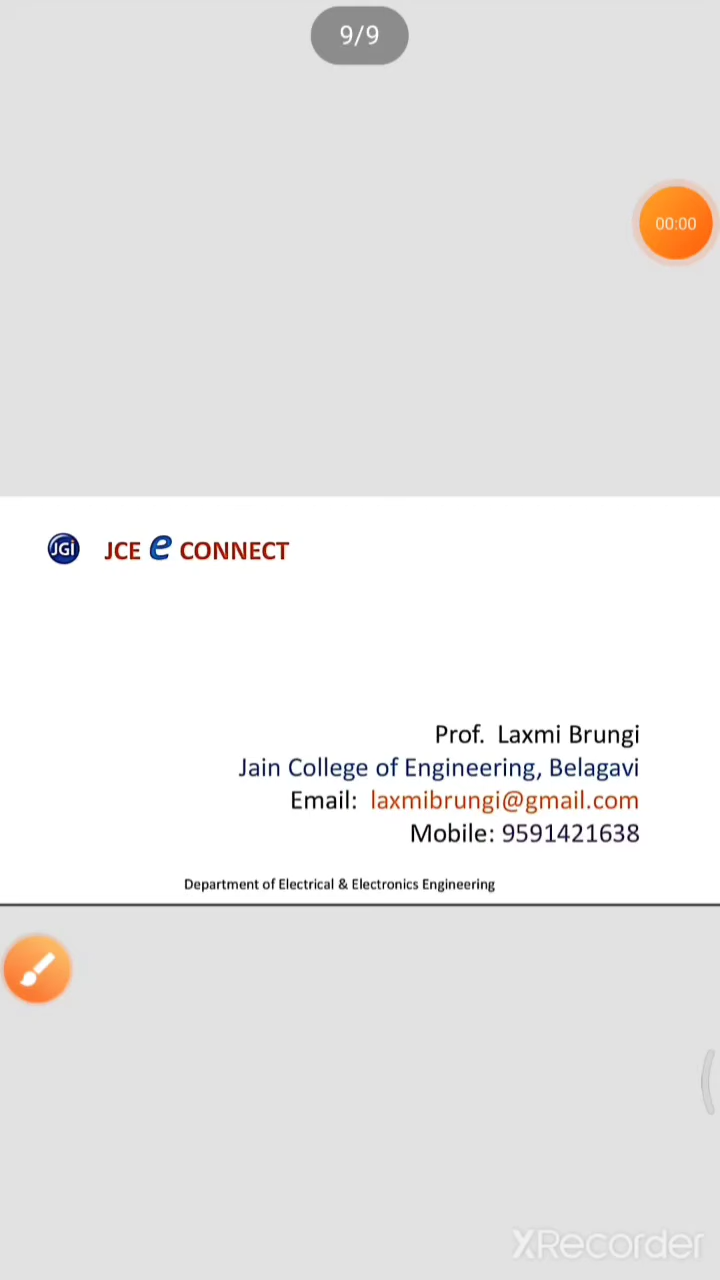 9/9
00:00
JGi JCE e CONNECT
Prof. Laxmi Brungi
Jain College of Engineering, Belagavi
Email: laxmibrungi@gmail.com
Mobile: 9591421638
Department of Electrical & Electronics Engineering
XRecorder